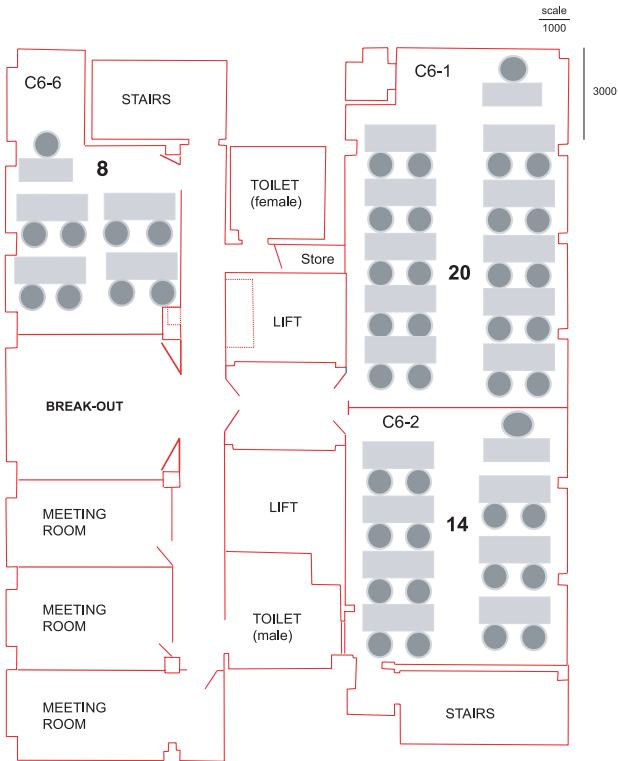 scale
1000
3000
C6-6
STAIRS
C6-1
8
TOILET
(female)
Store
20
LIFT
BREAK-OUT
C6-2
MEETING
ROOM
LIFT
14
MEETING
ROOM
TOILET
(male)
MEETING
ROOM
STAIRS